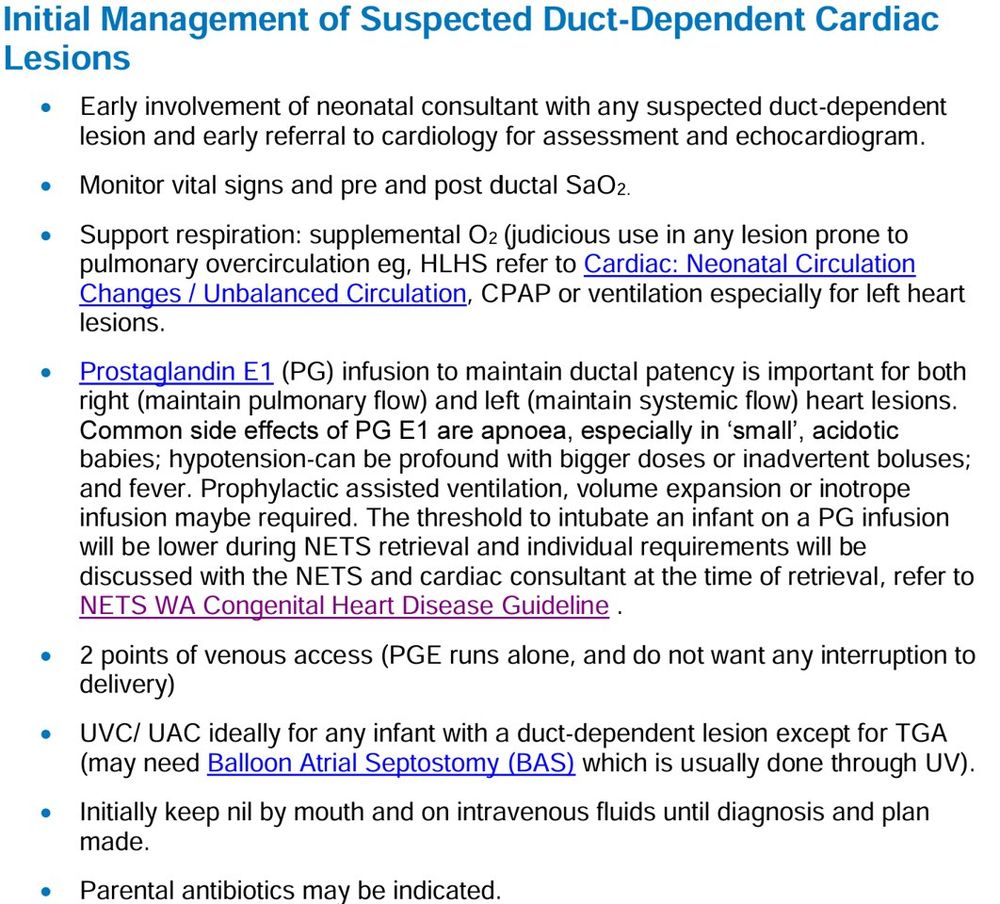 Initial Management of Suspected Duct-Dependent Cardiac
Lesions
• Early involvement of neonatal consultant with any suspected duct-dependent
lesion and early referral to cardiology for assessment and echocardiogram.
• Monitor vital signs and pre and post ductal SaO2.
• Support respiration: supplemental O2 (judicious use in any lesion prone to
pulmonary overcirculation eg, HLHS refer to Cardiac: Neonatal Circulation
Changes / Unbalanced Circulation, CPAP or ventilation especially for left heart
lesions.
• Prostaglandin E1 (PG) infusion to maintain ductal patency is important for both
right (maintain pulmonary flow) and left (maintain systemic flow) heart lesions.
Common side effects of PG E1 are apnoea, especially in ‘small’, acidotic
babies; hypotension-can be profound with bigger doses or inadvertent boluses;
and fever. Prophylactic assisted ventilation, volume expansion or inotrope
infusion maybe required. The threshold to intubate an infant on a PG infusion
will be lower during NETS retrieval and individual requirements will be
discussed with the NETS and cardiac consultant at the time of retrieval, refer to
NETS WA Congenital Heart Disease Guideline .
• 2 points of venous access (PGE runs alone, and do not want any interruption to
delivery)
• UVC/ UAC ideally for any infant with a duct-dependent lesion except for TGA
(may need Balloon Atrial Septostomy (BAS) which is usually done through UV).
• Initially keep nil by mouth and on intravenous fluids until diagnosis and plan
made.
• Parental antibiotics may be indicated.